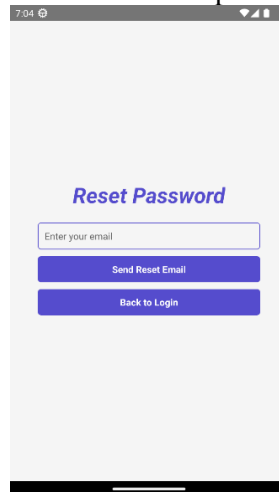 7:04
Reset Password
Enter your email
Send Reset Email
Back to Login